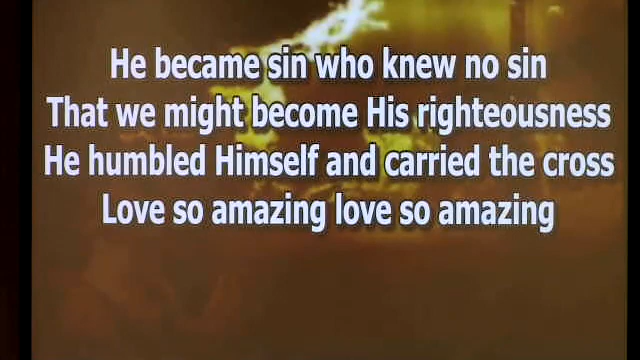 He became sin who knew no sin
That we might become His righteousness
He humbled Himself and carried the cross
Love so amazing love so amazing